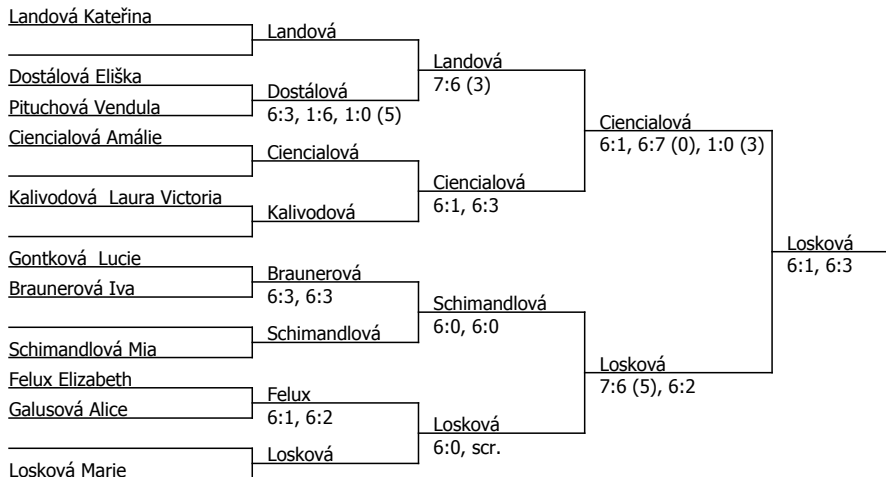 Landová Kateřina
Landová
Landová
7:6 (3)
Dostálová Eliška
Dostálová
6:3, 1:6, 1:0 (5)
Pituchová Vendula
Ciencialová
6:1, 6:7 (0), 1:0 (3)
Ciencialová Amálie
Ciencialová
Ciencialová
6:1, 6:3
Kalivodová Laura Victoria
Kalivodová
Losková
6:1, 6:3
Gontková Lucie
Braunerová
6:3, 6:3
Braunerová Iva
Schimandlová
6:0, 6:0
Schimandlová
Schimandlová Mia
Losková
7:6 (5), 6:2
Felux Elizabeth
Felux
6:1, 6:2
Galusová Alice
Losková
6:0, scr.
Losková
Losková Marie